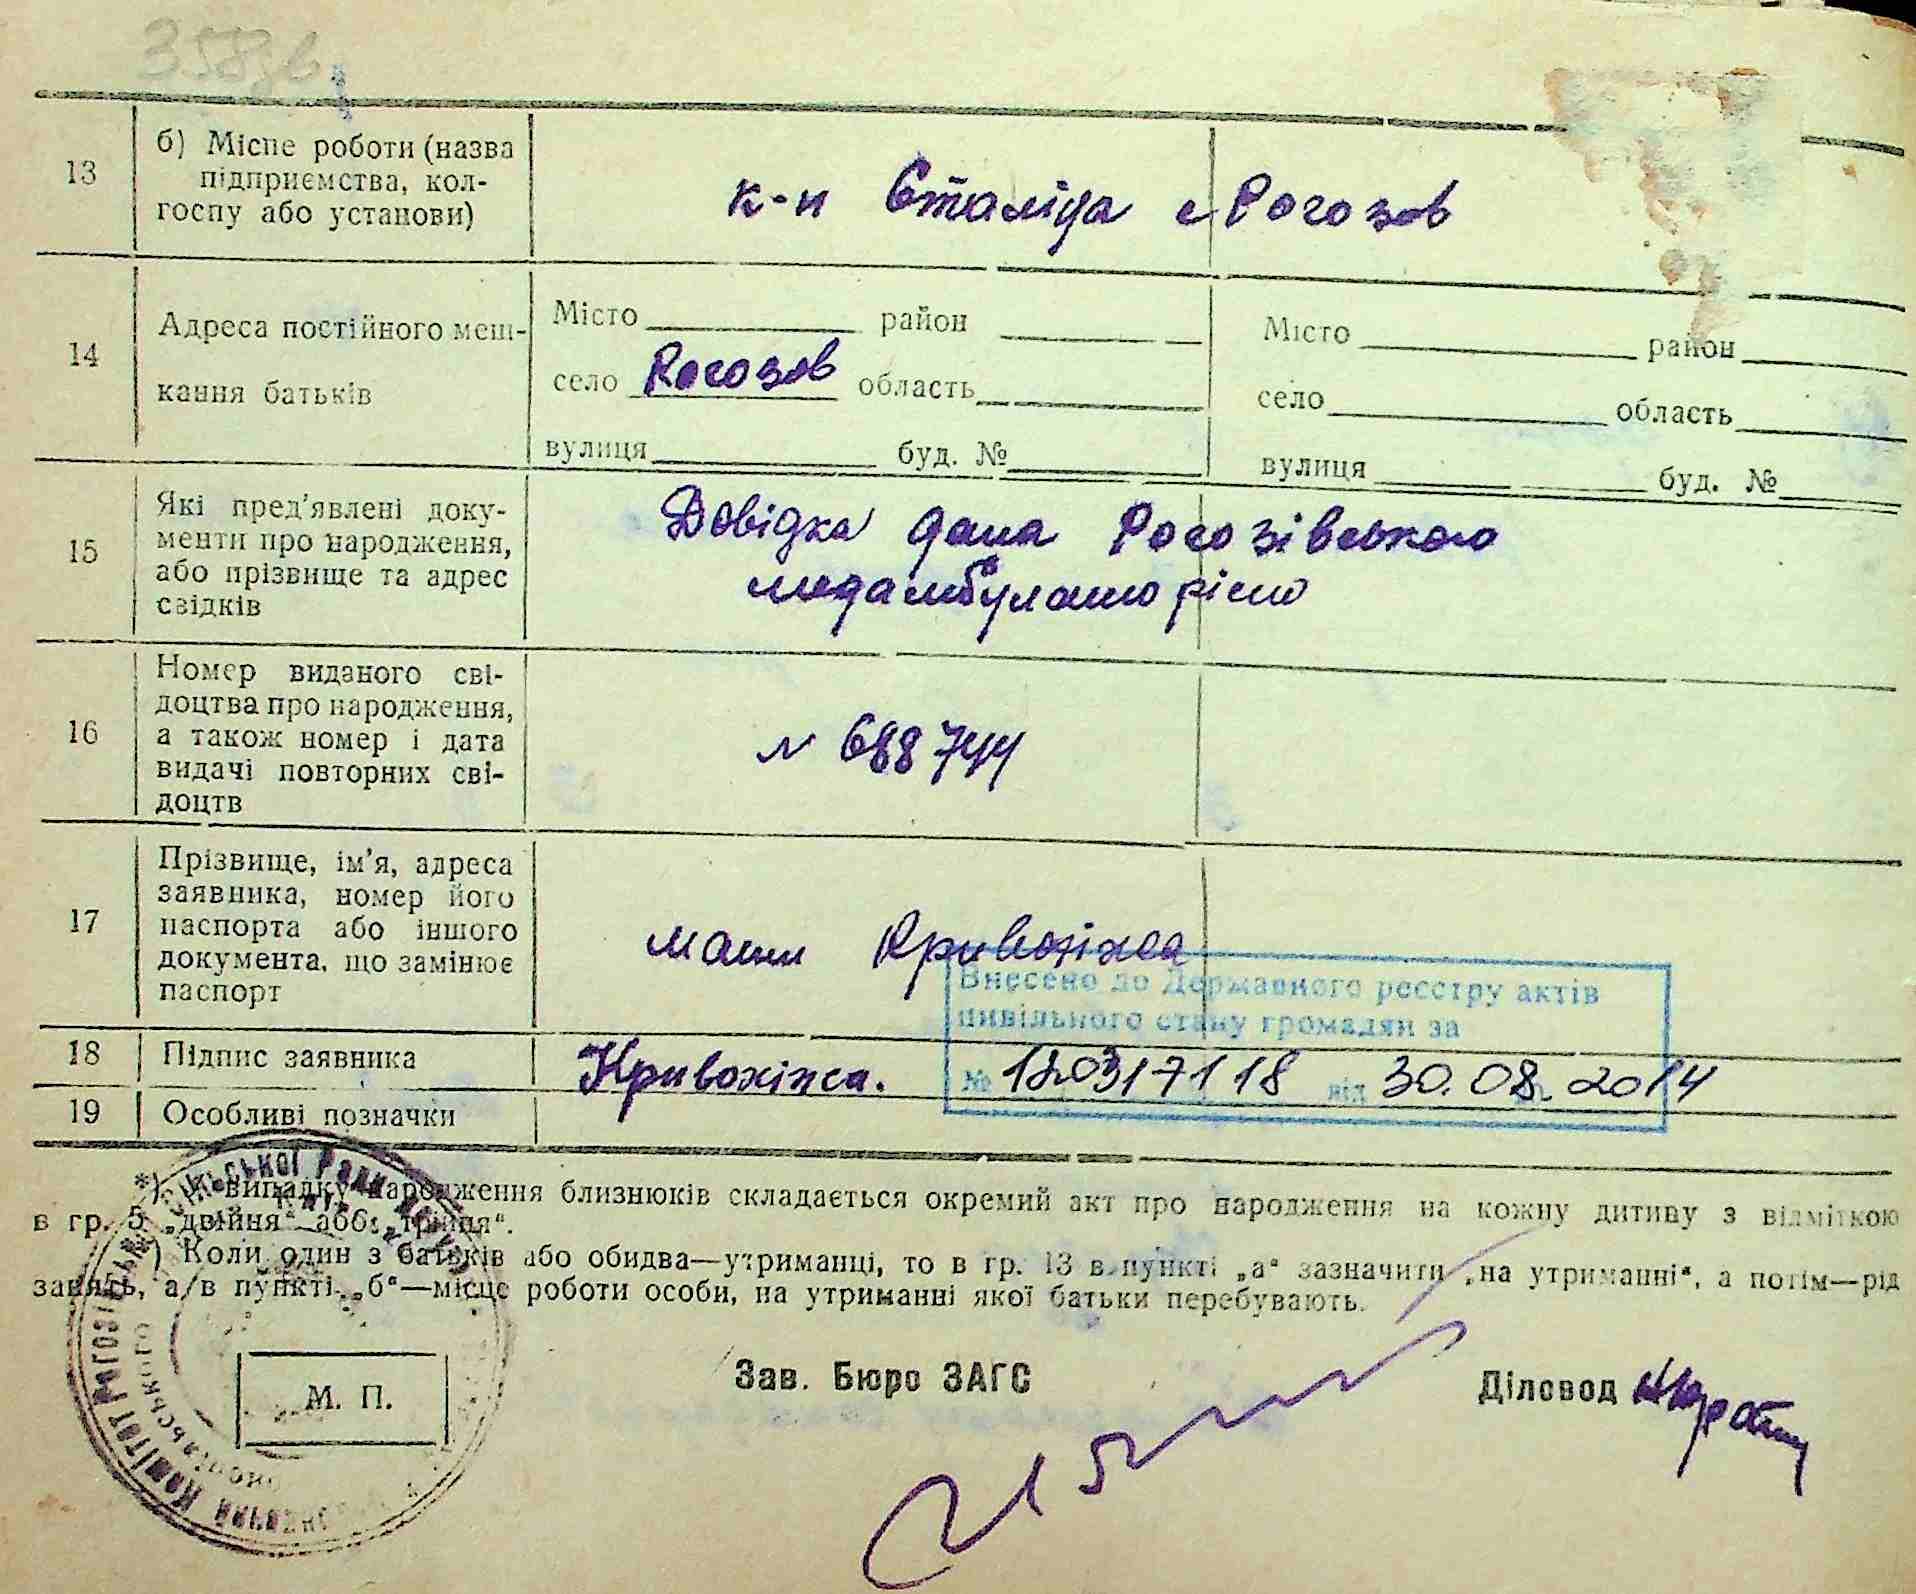 358зв
13
б) Місце роботи (назва
підприємства, кол-
госпу або установи)
к-п Сталіда с Рогозов
14
Адреса постійного меш-
кання батьків
Місто район
село Рогозов область
вулиця буд. №
Місто район
село область
вулиця буд. №
15
Які пред'явлені доку-
менти про народження,
або прізвище та адрес
свідків
Довідка дана Рогозівською
медамбулаторією
16
Номер виданого сві-
доцтва про народження,
а також номер і дата
видачі повторних сві-
доцтв
№ 688744
17
Прізвище, ім'я, адреса
заявника, номер його
паспорта або іншого
документа, що замінює
паспорт
мати Кривохіжа
Внесено до Державного реєстру актів
цивільного стану громадян за
№ 120317118 від 30.08.2014
18
Підпис заявника
Кривохіжа.
19
Особливі позначки
*) У випадку народження близнюків складається окремий акт про народження на кожну дитину з відміткою
в гр. 5 „двійня“ або „трійня“.
) Коли один з батьків або обидва—утриманці, то в гр. 13 в пункті „а“ зазначити „на утриманні“, а потім—рід
занять, а в пункті „б“—місце роботи особи, на утриманні якої батьки перебувають.
М. П.
Зав. Бюро ЗАГС
Діловод